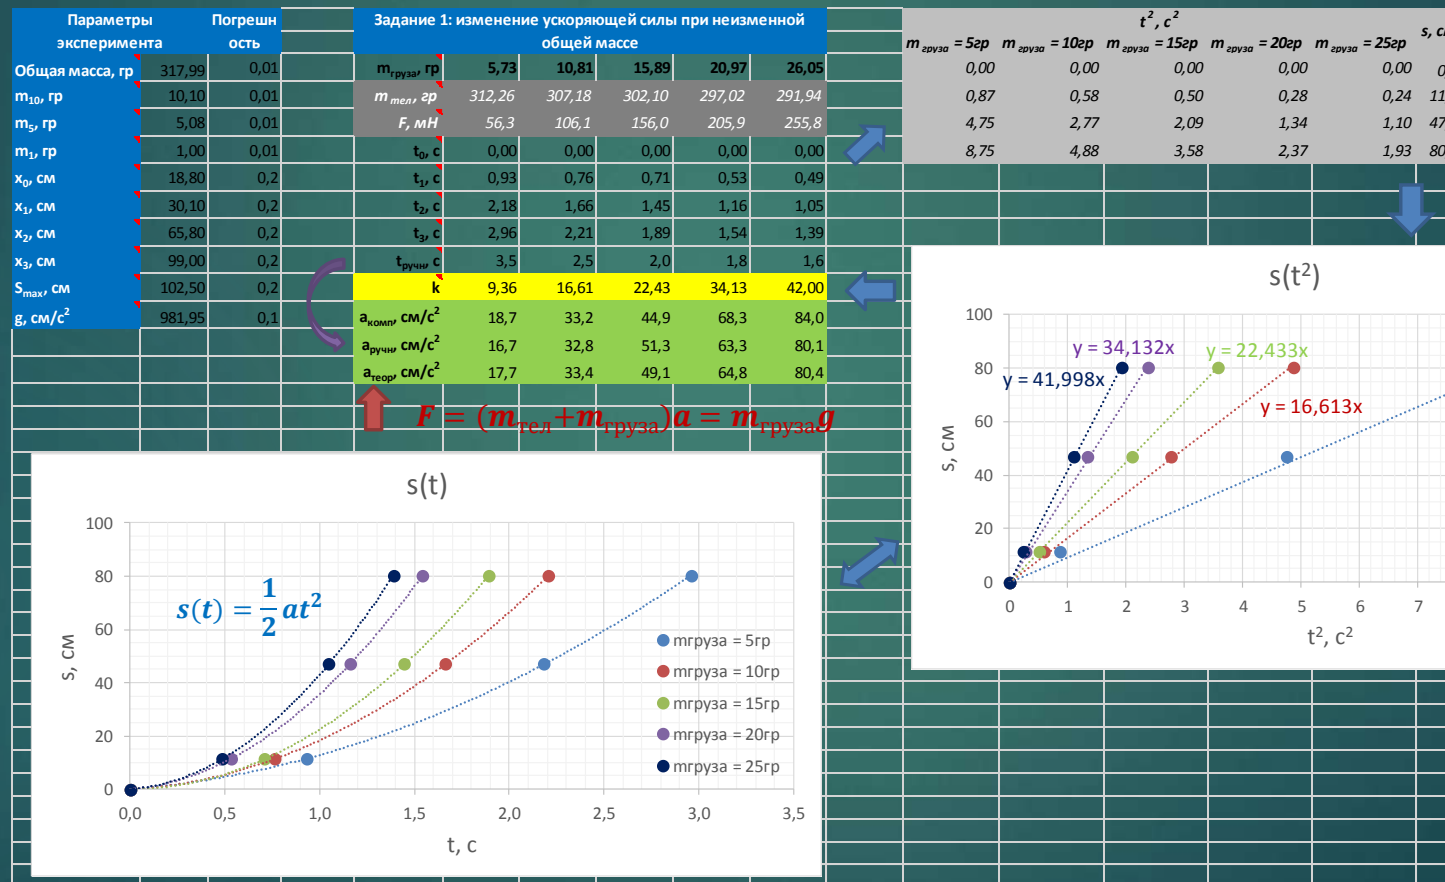 Параметры эксперимента Погрешн ость
Общая масса, гр 317,99 0,01
m10, гр 10,10 0,01
m5, гр 5,08 0,01
m1, гр 1,00 0,01
x0, см 18,80 0,2
x1, см 30,10 0,2
x2, см 65,80 0,2
x3, см 99,00 0,2
Smax, см 102,50 0,2
g, см/с² 981,95 0,1
Задание 1: изменение ускоряющей силы при неизменной
общей массе
mгруза, гр 5,73 10,81 15,89 20,97 26,05
m тел, гр 312,26 307,18 302,10 297,02 291,94
F, мН 56,3 106,1 156,0 205,9 255,8
t0, с 0,00 0,00 0,00 0,00 0,00
t1, с 0,93 0,76 0,71 0,53 0,49
t2, с 2,18 1,66 1,45 1,16 1,05
t3, с 2,96 2,21 1,89 1,54 1,39
tручн, с 3,5 2,5 2,0 1,8 1,6
k 9,36 16,61 22,43 34,13 42,00
aкомп, см/с² 18,7 33,2 44,9 68,3 84,0
aручн, см/с² 16,7 32,8 51,3 63,3 80,1
aтеор, см/с² 17,7 33,4 49,1 64,8 80,4
F = (mтел+mгруза)a = mгрузаg
t², с²
m груза = 5гр m груза = 10гр m груза = 15гр m груза = 20гр m груза = 25гр s,
0,00 0,00 0,00 0,00 0,00 0
0,87 0,58 0,50 0,28 0,24 11
4,75 2,77 2,09 1,34 1,10 47
8,75 4,88 3,58 2,37 1,93 80
s(t²)
100
80
60
40
20
0
y = 34,132x
y = 22,433x
y = 41,998x
y = 16,613x
s, см
0 1 2 3 4 5 6 7
t², с²
s(t)
100
80
60
40
20
0
s(t) = 1/2 at²
s, см
mгруза = 5гр
mгруза = 10гр
mгруза = 15гр
mгруза = 20гр
mгруза = 25гр
0,0 0,5 1,0 1,5 2,0 2,5 3,0 3,5
t, с